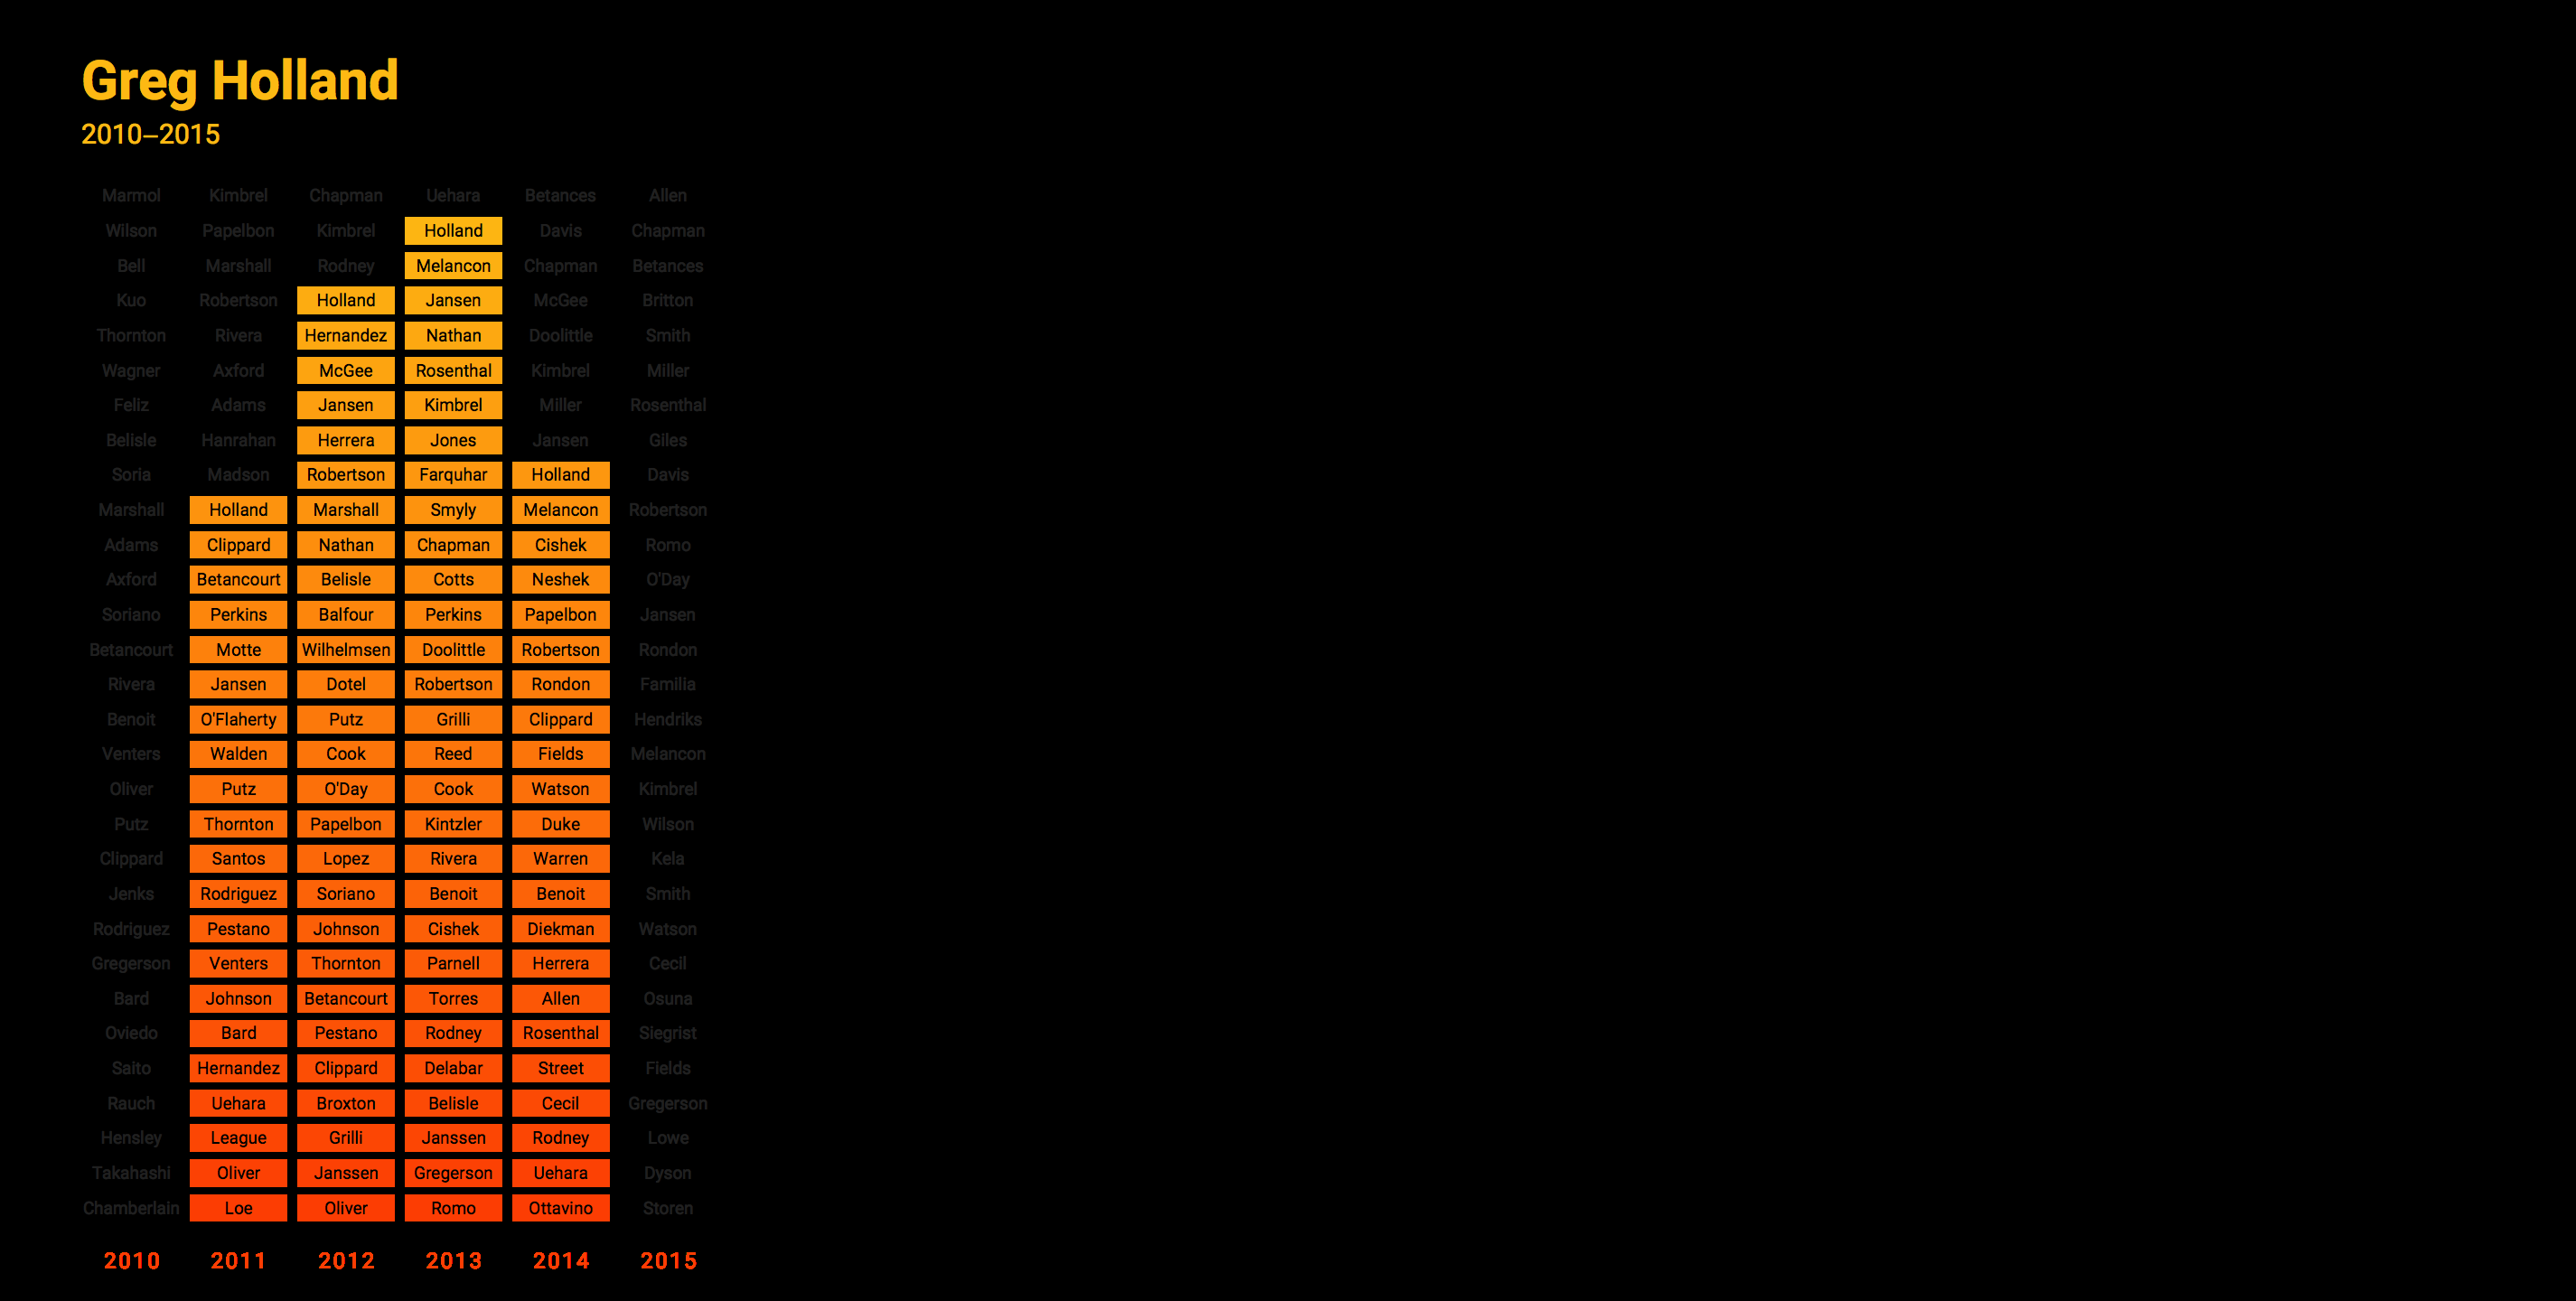 Greg Holland
2010–2015
Marmol Kimbrel Chapman Uehara Betances Allen
Wilson Papelbon Kimbrel Holland Davis Chapman
Bell Marshall Rodney Melancon Chapman Betances
Kuo Robertson Holland Jansen McGee Britton
Thornton Rivera Hernandez Nathan Doolittle Smith
Wagner Axford McGee Rosenthal Kimbrel Miller
Feliz Adams Jansen Kimbrel Miller Rosenthal
Belisle Hanrahan Herrera Jones Jansen Giles
Soria Madson Robertson Farquhar Holland Davis
Marshall Holland Marshall Smyly Melancon Robertson
Adams Clippard Nathan Chapman Cishek Romo
Axford Betancourt Belisle Cotts Neshek O'Day
Soriano Perkins Balfour Perkins Papelbon Jansen
Betancourt Motte Wilhelmsen Doolittle Robertson Rondon
Rivera Jansen Dotel Robertson Rondon Familia
Benoit O'Flaherty Putz Grilli Clippard Hendriks
Venters Walden Cook Reed Fields Melancon
Oliver Putz O'Day Cook Watson Kimbrel
Putz Thornton Papelbon Kintzler Duke Wilson
Clippard Santos Lopez Rivera Warren Kela
Jenks Rodriguez Soriano Benoit Benoit Smith
Rodriguez Pestano Johnson Cishek Diekman Watson
Gregerson Venters Thornton Parnell Herrera Cecil
Bard Johnson Betancourt Torres Allen Osuna
Oviedo Bard Pestano Rodney Rosenthal Siegrist
Saito Hernandez Clippard Delabar Street Fields
Rauch Uehara Broxton Belisle Cecil Gregerson
Hensley League Grilli Janssen Rodney Lowe
Takahashi Oliver Janssen Gregerson Uehara Dyson
Chamberlain Loe Oliver Romo Ottavino Storen
2010 2011 2012 2013 2014 2015